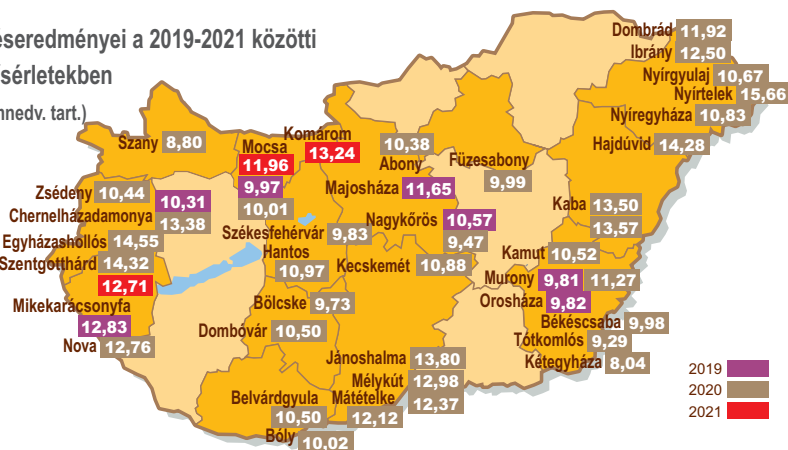 éseredményei a 2019-2021 közötti
sérletekben
nnedv. tart.)
Dombrád 11,92
Ibrány 12,50
Nyírgyulaj 10,67
Nyírtelek 15,66
Nyíregyháza 10,83
Hajdúvid 14,28
Szany 8,80
Mocsa
11,96
9,97
10,01
Komárom
13,24
10,38
Abony
Füzesabony
9,99
Zsédeny 10,44
Chernelházadamonya
10,31
13,38
Majosháza 11,65
Egyházashollós 14,55
Szentgotthárd 14,32
12,71
Székesfehérvár 9,83
Nagykőrös 10,57
9,47
Kaba 13,50
13,57
Hantos
10,97
Kecskemét 10,88
Kamut 10,52
Murony 9,81 11,27
Orosháza
9,82
Mikekarácsonyfa
12,83
Nova 12,76
Bölcske 9,73
Dombóvár 10,50
Békéscsaba 9,98
Tótkomlós 9,29
Kétegyháza 8,04
Jánoshalma 13,80
Mélykút 12,98
12,37
Mátételke
12,12
Belvárdgyula
10,50
Bóly 10,02
2019
2020
2021